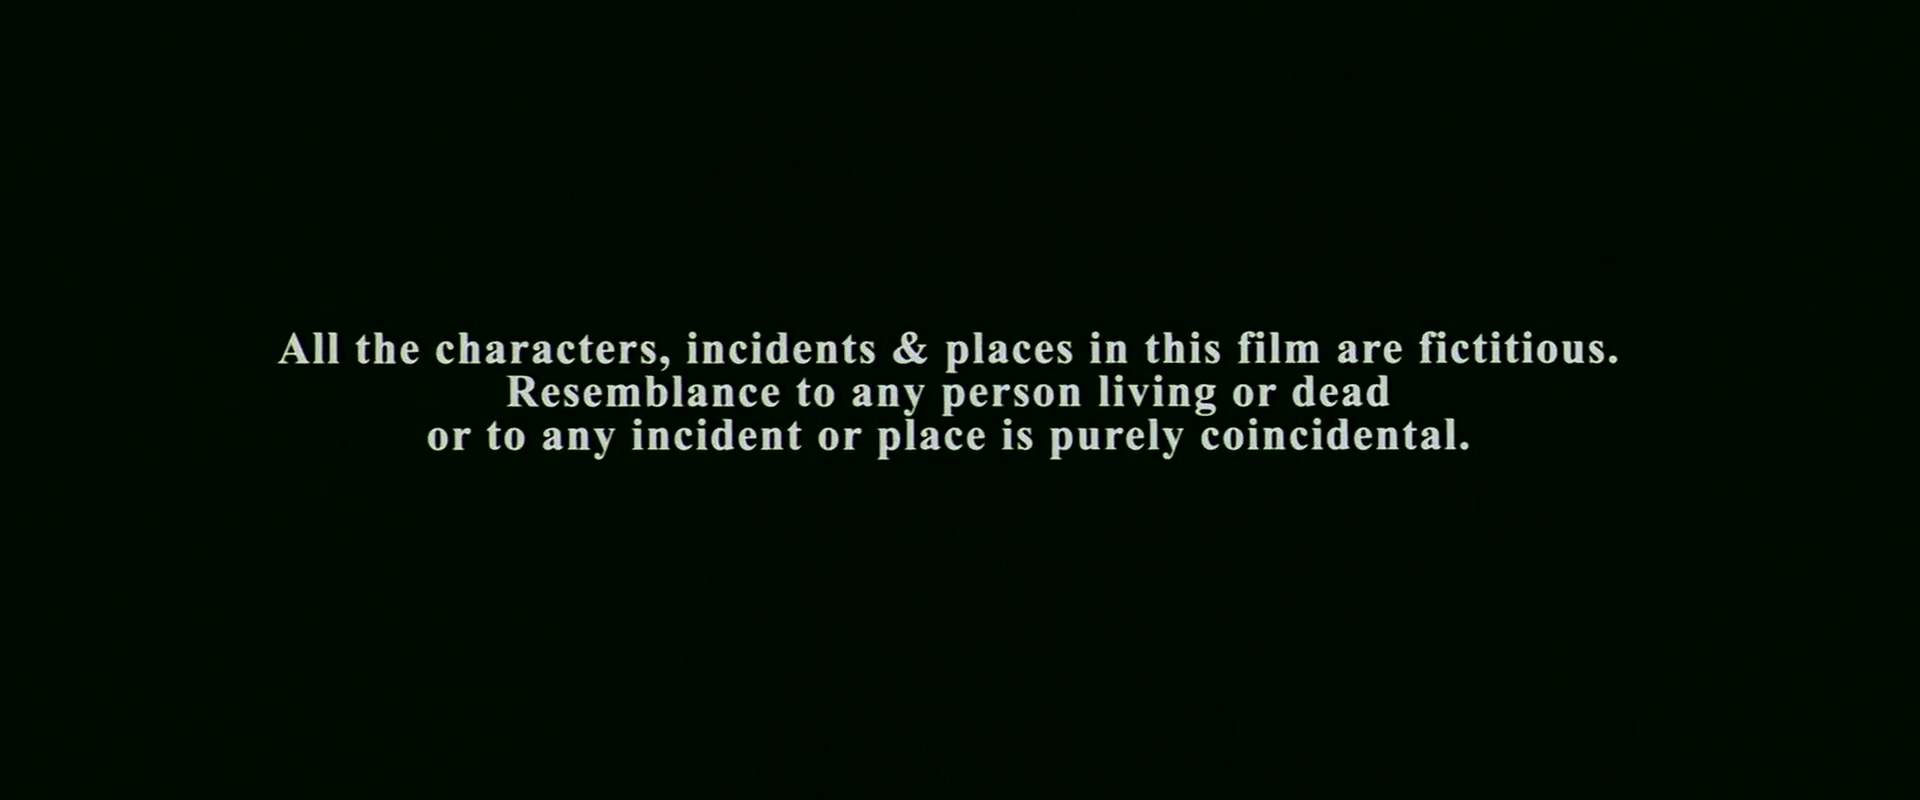 All the characters, incidents & places in this film are fictitious.
Resemblance to any person living or dead
or to any incident or place is purely coincidental.